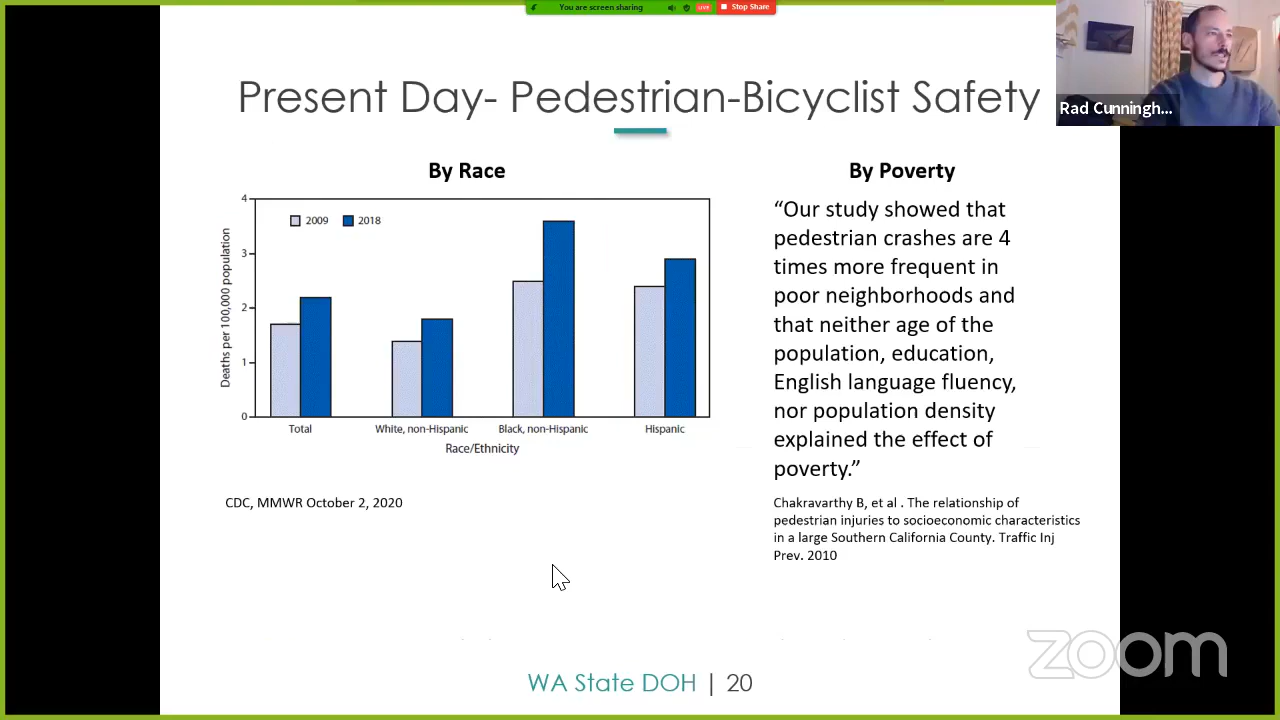 You are screen sharing
LIVE
Stop Share
Rad Cunningh...
Present Day- Pedestrian-Bicyclist Safety
By Race
4
3
2
1
0
Deaths per 100,000 population
2009
2018
Total
White, non-Hispanic
Black, non-Hispanic
Hispanic
Race/Ethnicity
CDC, MMWR October 2, 2020
By Poverty
“Our study showed that
pedestrian crashes are 4
times more frequent in
poor neighborhoods and
that neither age of the
population, education,
English language fluency,
nor population density
explained the effect of
poverty.”
Chakravarthy B, et al . The relationship of
pedestrian injuries to socioeconomic characteristics
in a large Southern California County. Traffic Inj
Prev. 2010
WA State DOH | 20
zoom